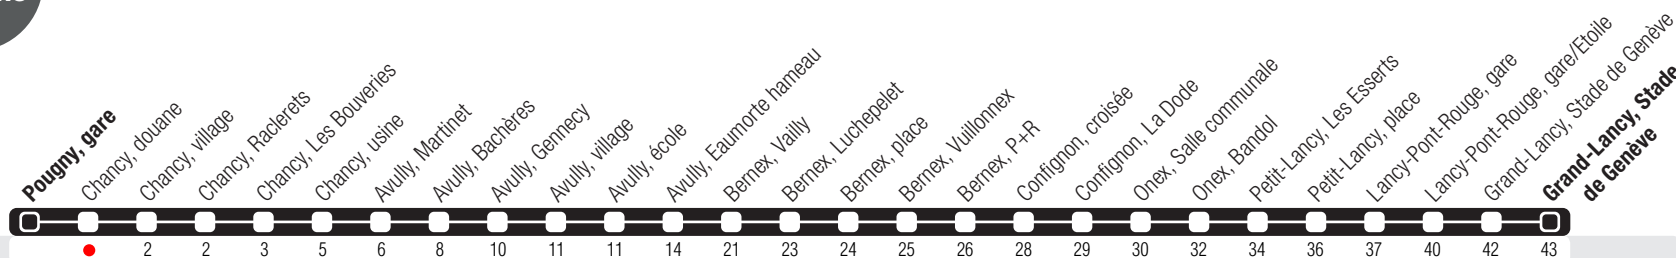 Pougny, gare
Chancy, douane
Chancy, village
Chancy, Raclerets
Chancy, Les Bouveries
Chancy, usine
Avully, Martinet
Avully, Bachères
Avully, Gennecy
Avully, village
Avully, école
Avully, Eaumorte hameau
Bernex, Vailly
Bernex, Luchepelet
Bernex, place
Bernex, Vuillonnex
Bernex, P+R
Confignon, croisée
Confignon, La Dode
Onex, Salle communale
Onex, Bandol
Petit-Lancy, Les Esserts
Petit-Lancy, place
Lancy-Pont-Rouge, gare
Lancy-Pont-Rouge, gare/Etoile
Grand-Lancy, Stade de Genève
Grand-Lancy, Stade
de Genève
2 2 3 5 6 8 10 11 11 14 21 23 24 25 26 28 29 30 32 34 36 37 40 42 43